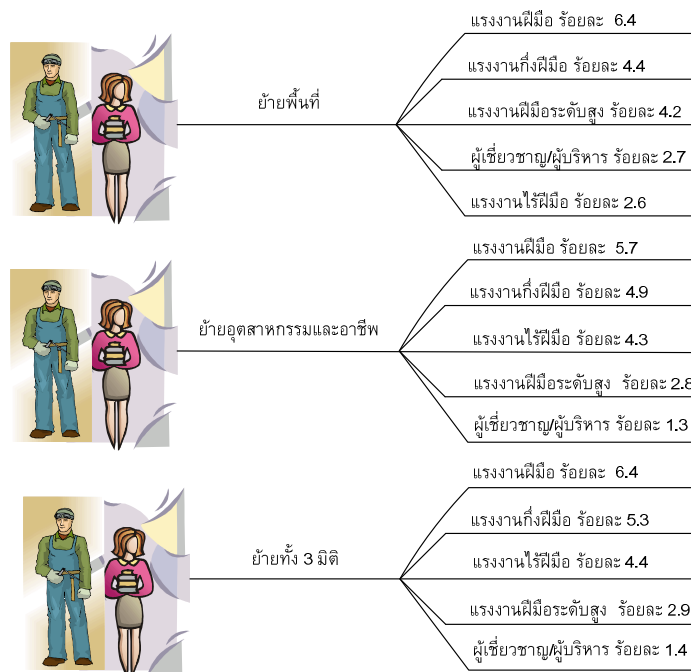 แรงงานฝีมือ ร้อยละ 6.4
แรงงานกึ่งฝีมือ ร้อยละ 4.4
ย้ายพื้นที่
แรงงานฝีมือระดับสูง ร้อยละ 4.2
ผู้เชี่ยวชาญ/ผู้บริหาร ร้อยละ 2.7
แรงงานไร้ฝีมือ ร้อยละ 2.6
แรงงานฝีมือ ร้อยละ 5.7
แรงงานกึ่งฝีมือ ร้อยละ 4.9
ย้ายอุตสาหกรรมและอาชีพ
แรงงานไร้ฝีมือ ร้อยละ 4.3
แรงงานฝีมือระดับสูง ร้อยละ 2.8
ผู้เชี่ยวชาญ/ผู้บริหาร ร้อยละ 1.3
แรงงานฝีมือ ร้อยละ 6.4
แรงงานกึ่งฝีมือ ร้อยละ 5.3
ย้ายทั้ง 3 มิติ
แรงงานไร้ฝีมือ ร้อยละ 4.4
แรงงานฝีมือระดับสูง ร้อยละ 2.9
ผู้เชี่ยวชาญ/ผู้บริหาร ร้อยละ 1.4